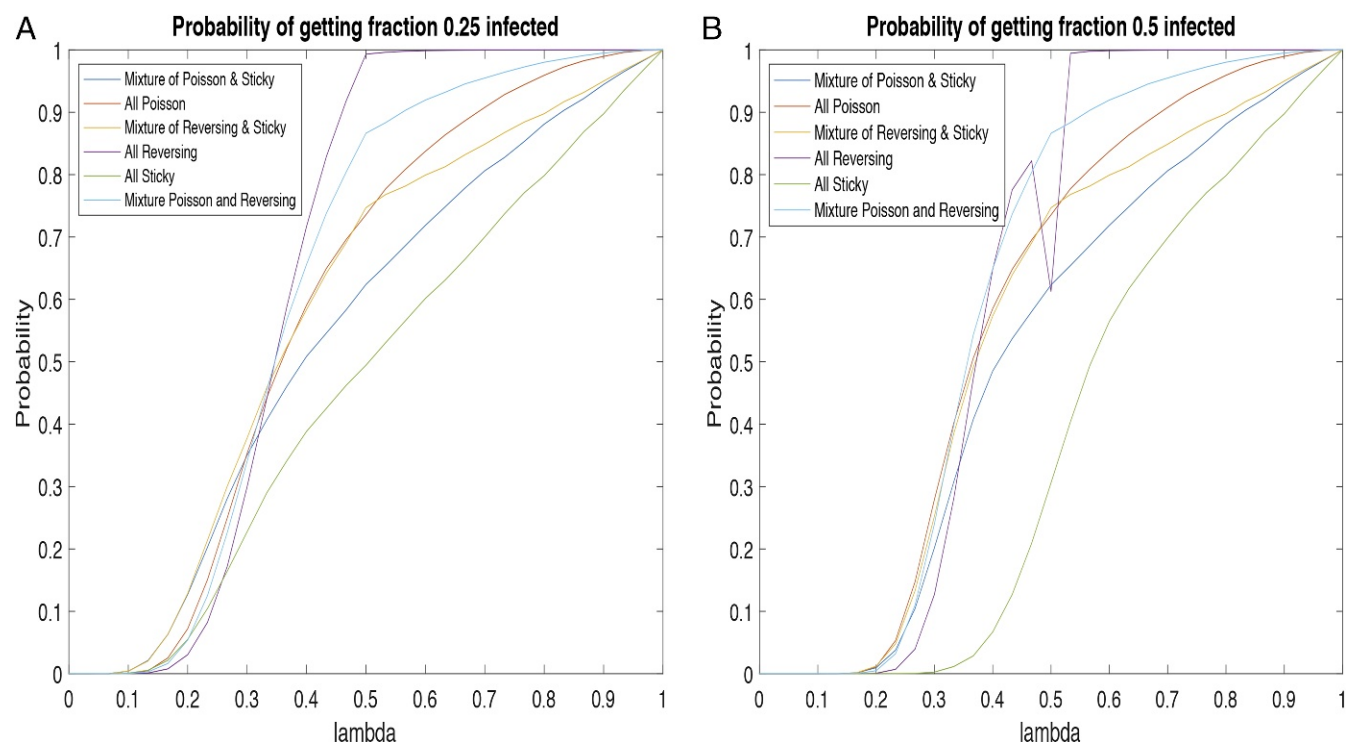 A
Probability of getting fraction 0.25 infected
1
0.9
0.8
0.7
0.6
0.5
0.4
0.3
0.2
0.1
0
Probability
Mixture of Poisson & Sticky
All Poisson
Mixture of Reversing & Sticky
All Reversing
All Sticky
Mixture Poisson and Reversing
0 0.1 0.2 0.3 0.4 0.5 0.6 0.7 0.8 0.9 1
lambda
B
Probability of getting fraction 0.5 infected
1
0.9
0.8
0.7
0.6
0.5
0.4
0.3
0.2
0.1
0
Probability
Mixture of Poisson & Sticky
All Poisson
Mixture of Reversing & Sticky
All Reversing
All Sticky
Mixture Poisson and Reversing
0 0.1 0.2 0.3 0.4 0.5 0.6 0.7 0.8 0.9 1
lambda